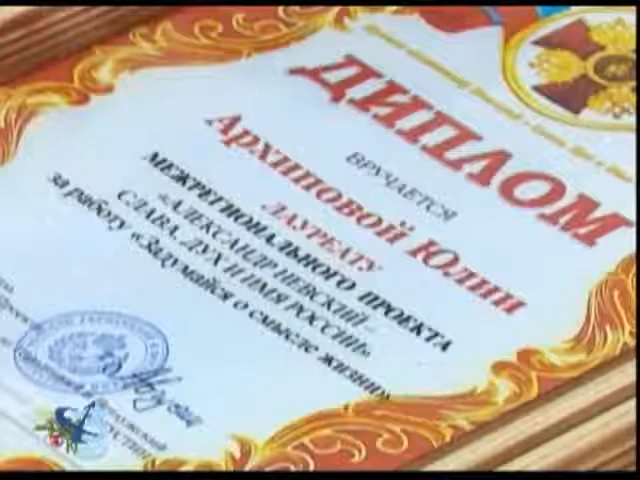 ДИПЛОМ
ВРУЧАЕТСЯ
Архиповой Юлии
ЛАУРЕАТУ
МЕЖРЕГИОНАЛЬНОГО ПРОЕКТА
«АЛЕКСАНДР НЕВСКИЙ –
СЛАВА, ДУХ И ИМЯ РОССИИ»
за работу «Задумайся о смысле жизни»